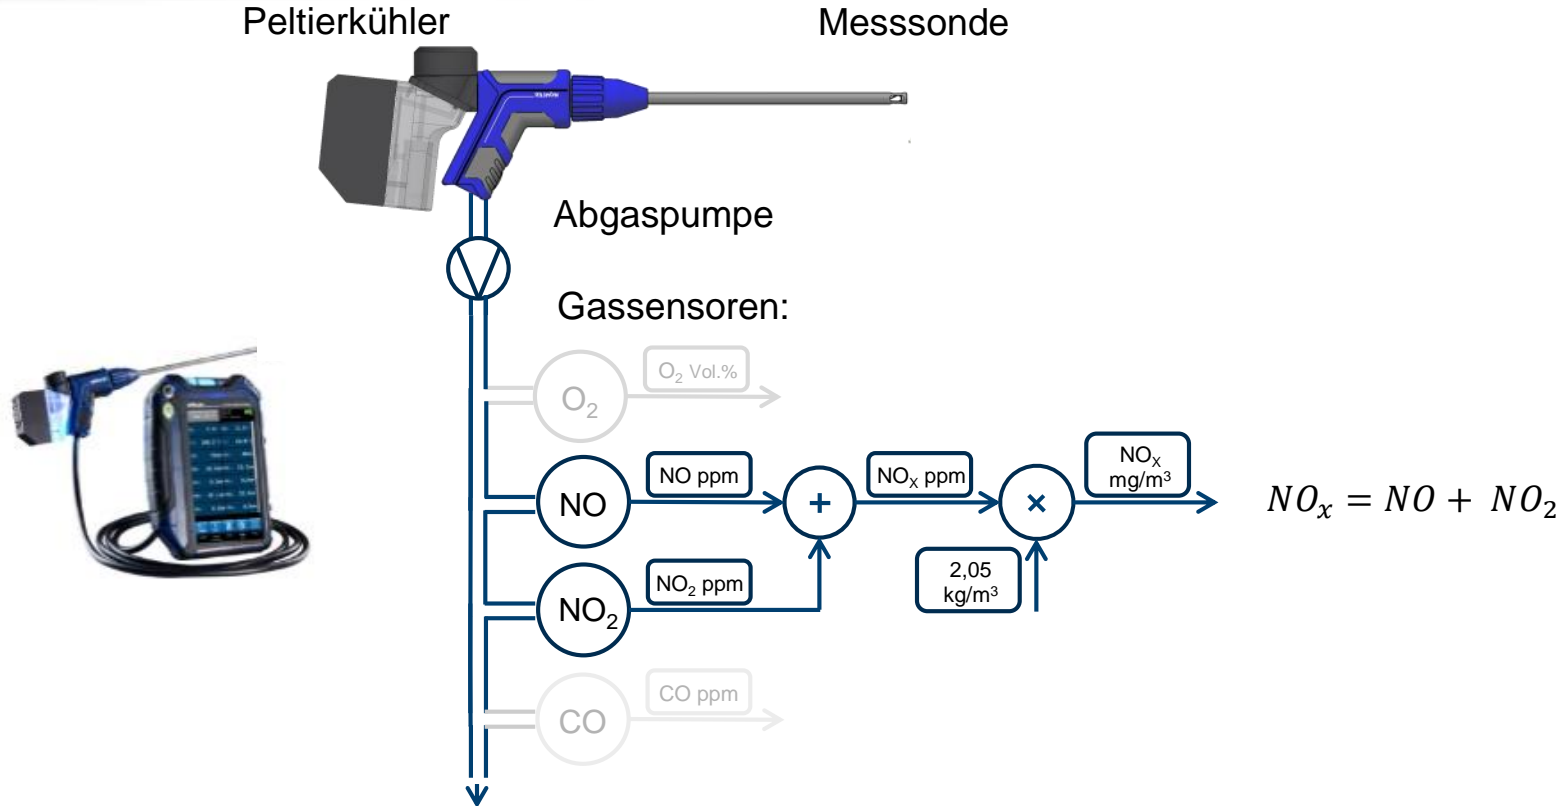 Peltierkühler
Messsonde
Abgaspumpe
Gassensoren:
O₂
O₂ Vol.%
NO
NO ppm
+
NOX ppm
×
NOX
mg/m³
NOₓ = NO + NO₂
NO₂
NO₂ ppm
2,05
kg/m³
CO
CO ppm